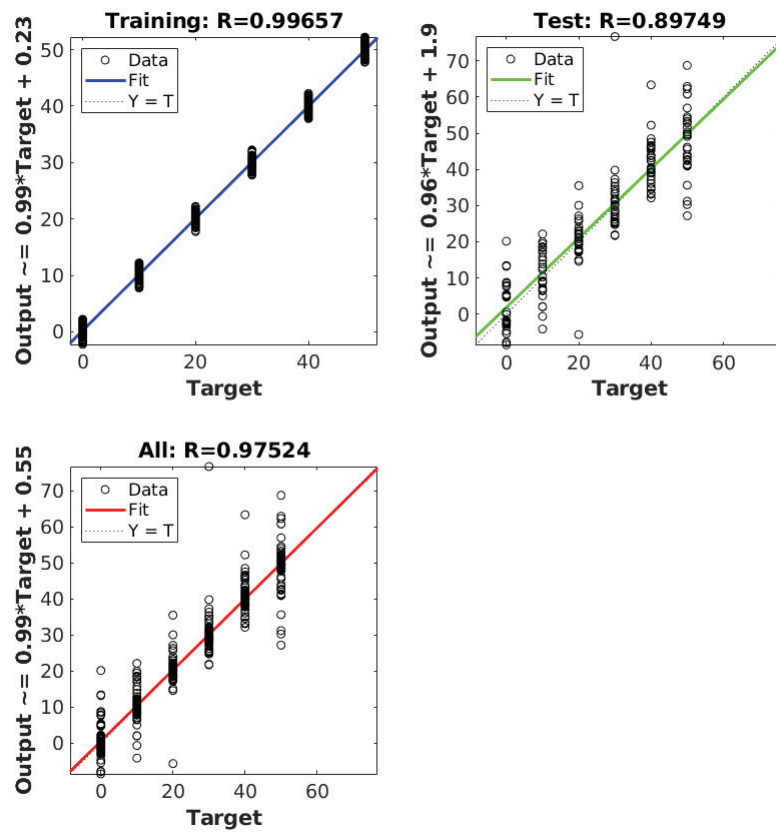 Training: R=0.99657
Output ~= 0.99*Target + 0.23
50
40
30
20
10
0
Data
Fit
Y = T
0
20
40
Target
Test: R=0.89749
Output ~= 0.96*Target + 1.9
70
60
50
40
30
20
10
0
Data
Fit
Y = T
0
20
40
60
Target
All: R=0.97524
Output ~= 0.99*Target + 0.55
70
60
50
40
30
20
10
0
Data
Fit
Y = T
0
20
40
60
Target